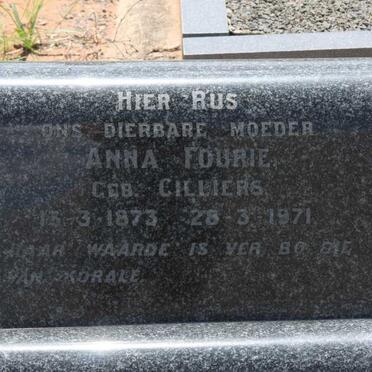 HIER RUS
ONS DIERBARE MOEDER
ANNA FOURIE
GEB. CILLIERS
13-3-1873 28-3-1971
HAAR WAARDE IS VER BO DIE
VAN KORALE